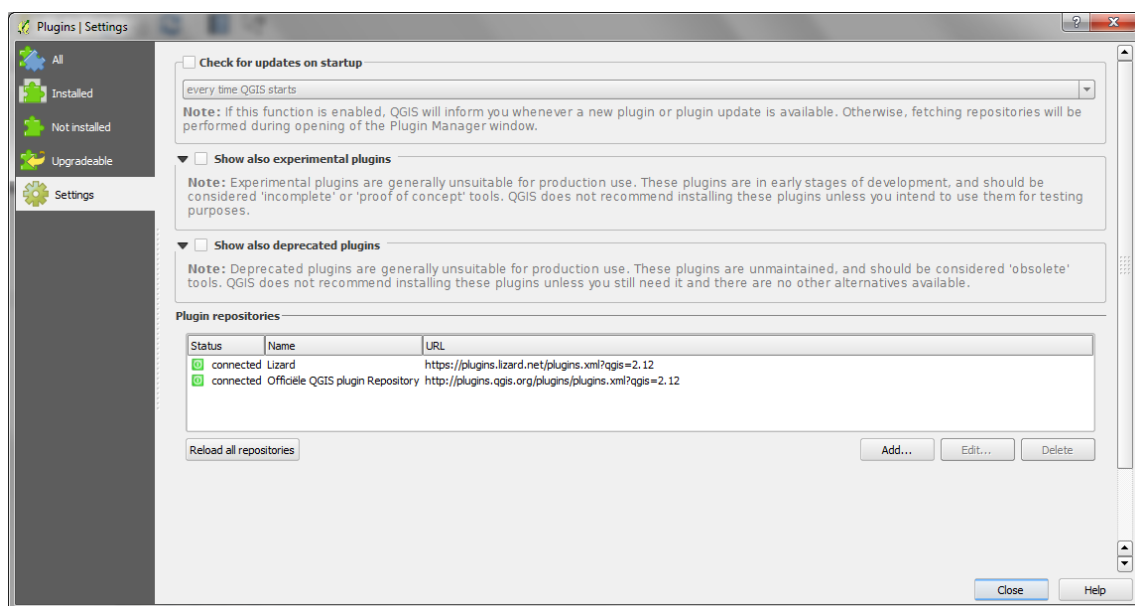 Plugins | Settings
?
X
All
Installed
Not installed
Upgradeable
Settings
Check for updates on startup
every time QGIS starts
Note: If this function is enabled, QGIS will inform you whenever a new plugin or plugin update is available. Otherwise, fetching repositories will be
performed during opening of the Plugin Manager window.
Show also experimental plugins
Note: Experimental plugins are generally unsuitable for production use. These plugins are in early stages of development, and should be
considered 'incomplete' or 'proof of concept' tools. QGIS does not recommend installing these plugins unless you intend to use them for testing
purposes.
Show also deprecated plugins
Note: Deprecated plugins are generally unsuitable for production use. These plugins are unmaintained, and should be considered 'obsolete'
tools. QGIS does not recommend installing these plugins unless you still need it and there are no other alternatives available.
Plugin repositories
Status Name URL
connected Lizard https://plugins.lizard.net/plugins.xml?qgis=2.12
connected Officiële QGIS plugin Repository http://plugins.qgis.org/plugins/plugins.xml?qgis=2.12
Reload all repositories Add... Edit... Delete
Close Help